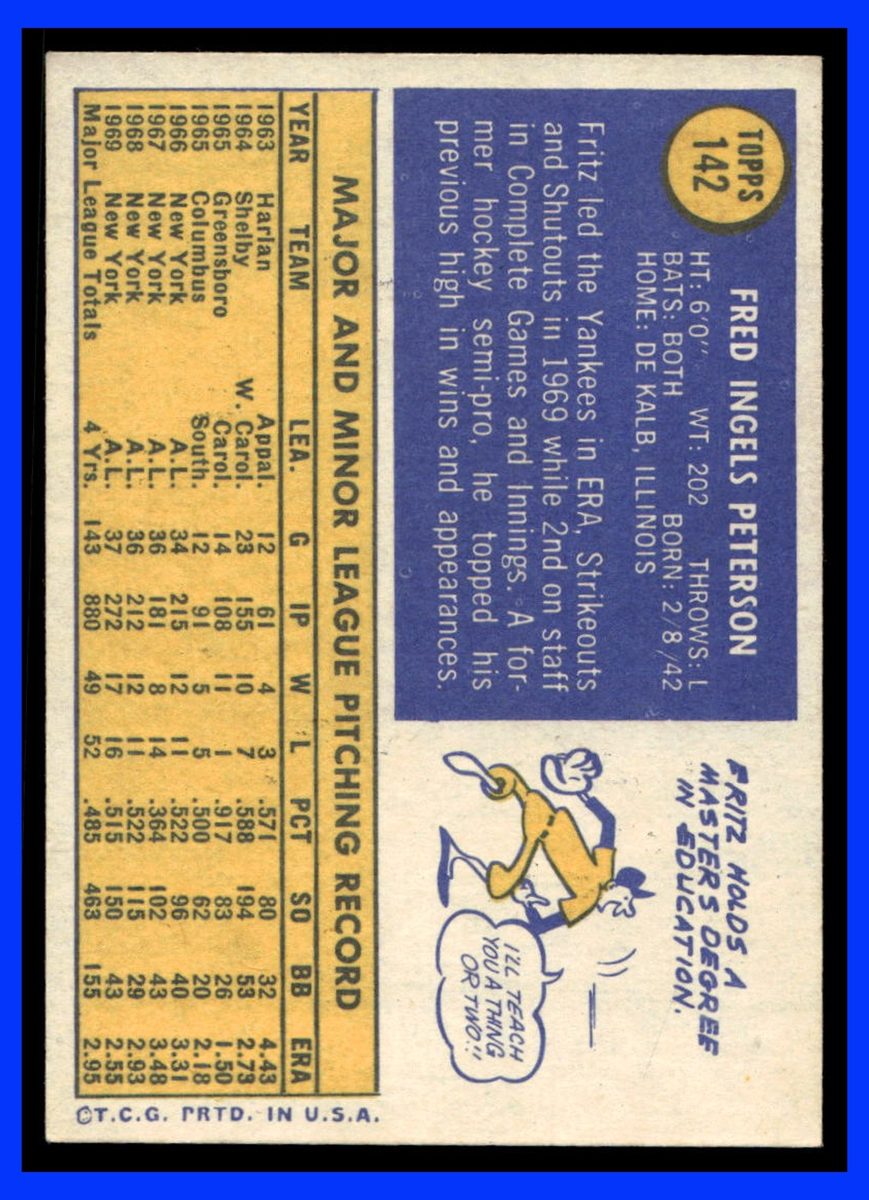 TOPPS
142
FRED INGELS PETERSON
HT: 6'0" WT: 202 THROWS: L
BATS: BOTH BORN: 2/8/42
HOME: DE KALB, ILLINOIS
Fritz led the Yankees in ERA, Strikeouts
and Shutouts in 1969 while 2nd on staff
in Complete Games and Innings. A for-
mer hockey semi-pro, he topped his
previous high in wins and appearances.
FRITZ HOLDS A
MASTERS DEGREE
IN EDUCATION.
I'LL TEACH
YOU A THING
OR TWO!!
MAJOR AND MINOR LEAGUE PITCHING RECORD
YEAR TEAM LEA. G IP W L PCT SO BB ERA
1963 Harlan Appal. 12 61 4 3 .571 80 32 4.43
1964 Shelby W. Carol. 23 155 10 7 .588 194 53 2.73
1965 Greensboro Carol. 14 108 11 1 .917 83 26 1.50
1965 Columbus South. 12 91 5 5 .500 62 20 2.18
1966 New York A.L. 34 215 12 11 .522 96 40 3.31
1967 New York A.L. 36 181 8 14 .364 102 43 3.48
1968 New York A.L. 36 212 12 11 .522 115 29 2.93
1969 New York A.L. 37 272 17 16 .515 150 43 2.55
Major League Totals 4 Yrs. 143 880 49 52 .485 463 155 2.95
©T.C.G. PRTD. IN U.S.A.